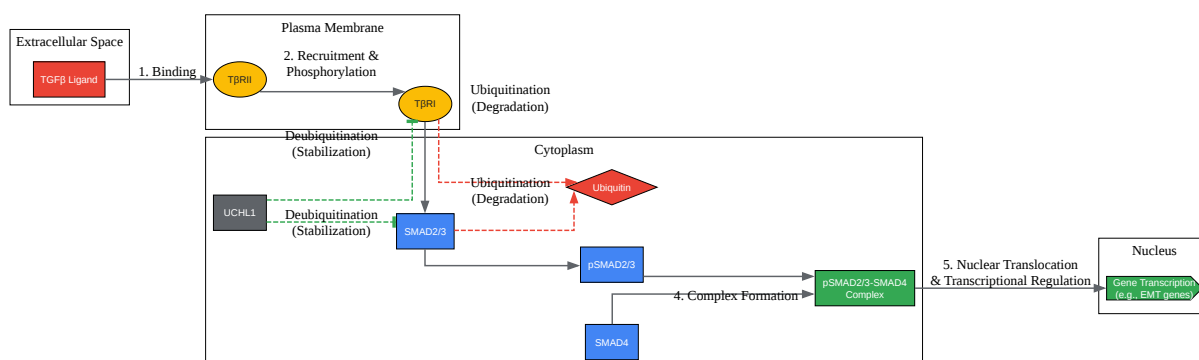 Extracellular Space
TGFβ Ligand
1. Binding
Plasma Membrane
TβRII
2. Recruitment &
Phosphorylation
TβRI
Ubiquitination
(Degradation)
Deubiquitination
(Stabilization)
Cytoplasm
UCHL1
Deubiquitination
(Stabilization)
Ubiquitination
(Degradation)
Ubiquitin
SMAD2/3
pSMAD2/3
4. Complex Formation
SMAD4
pSMAD2/3-SMAD4
Complex
5. Nuclear Translocation
& Transcriptional Regulation
Nucleus
Gene Transcription
(e.g., EMT genes)